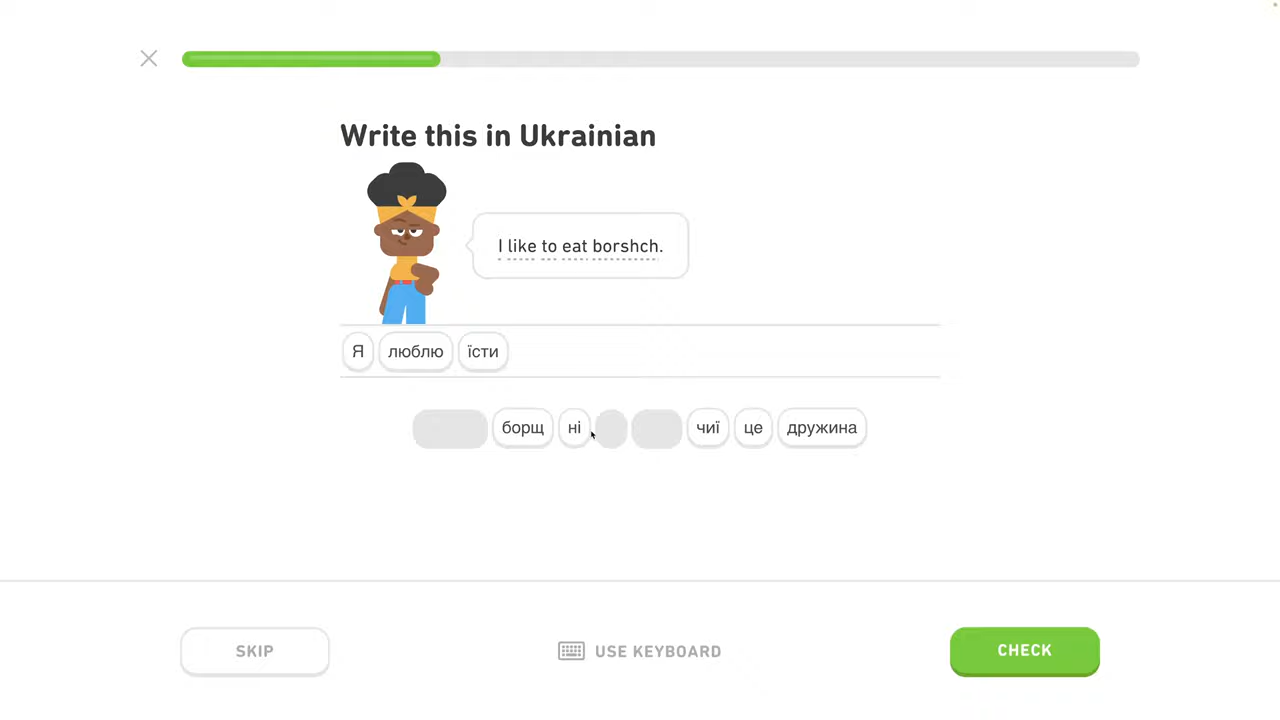 Write this in Ukrainian
I like to eat borshch.
Я люблю їсти
борщ ні чиї це дружина
SKIP USE KEYBOARD CHECK